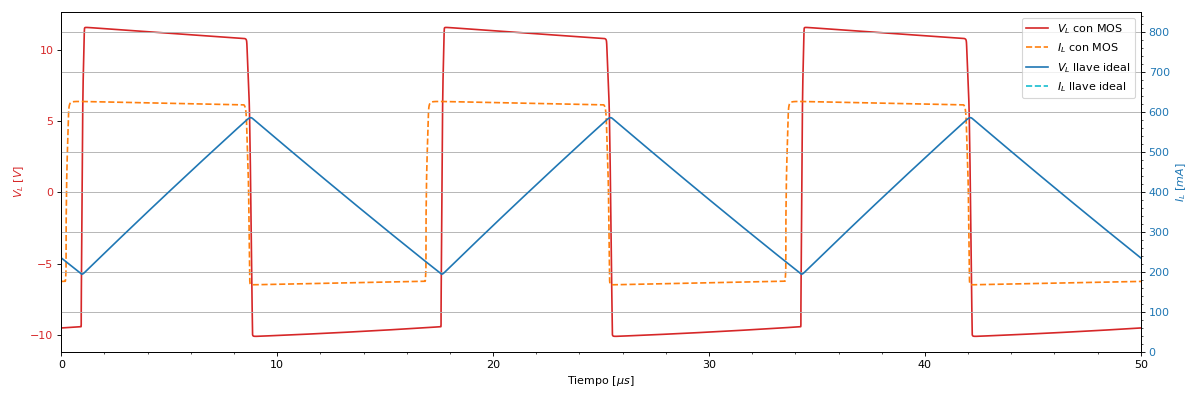 V_L con MOS
I_L con MOS
V_L llave ideal
I_L llave ideal
10
5
0
−5
−10
V_L [V]
800
700
600
500
400
300
200
100
0
I_L [mA]
0 10 20 30 40 50
Tiempo [μs]